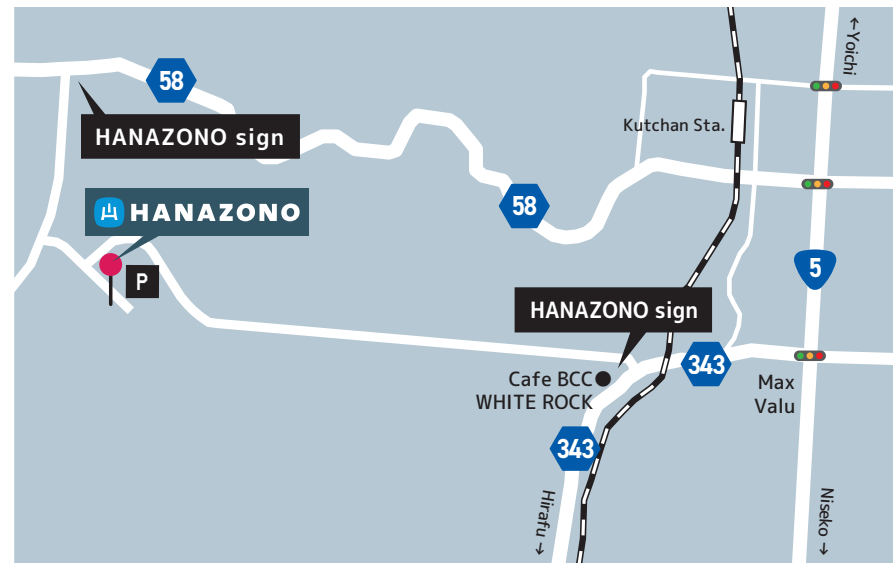 ←Yoichi
58
HANAZONO sign
Kutchan Sta.
HANAZONO
58
P
5
HANAZONO sign
343
Cafe BCC
WHITE ROCK
Max
Valu
343
Hirafu →
Niseko →